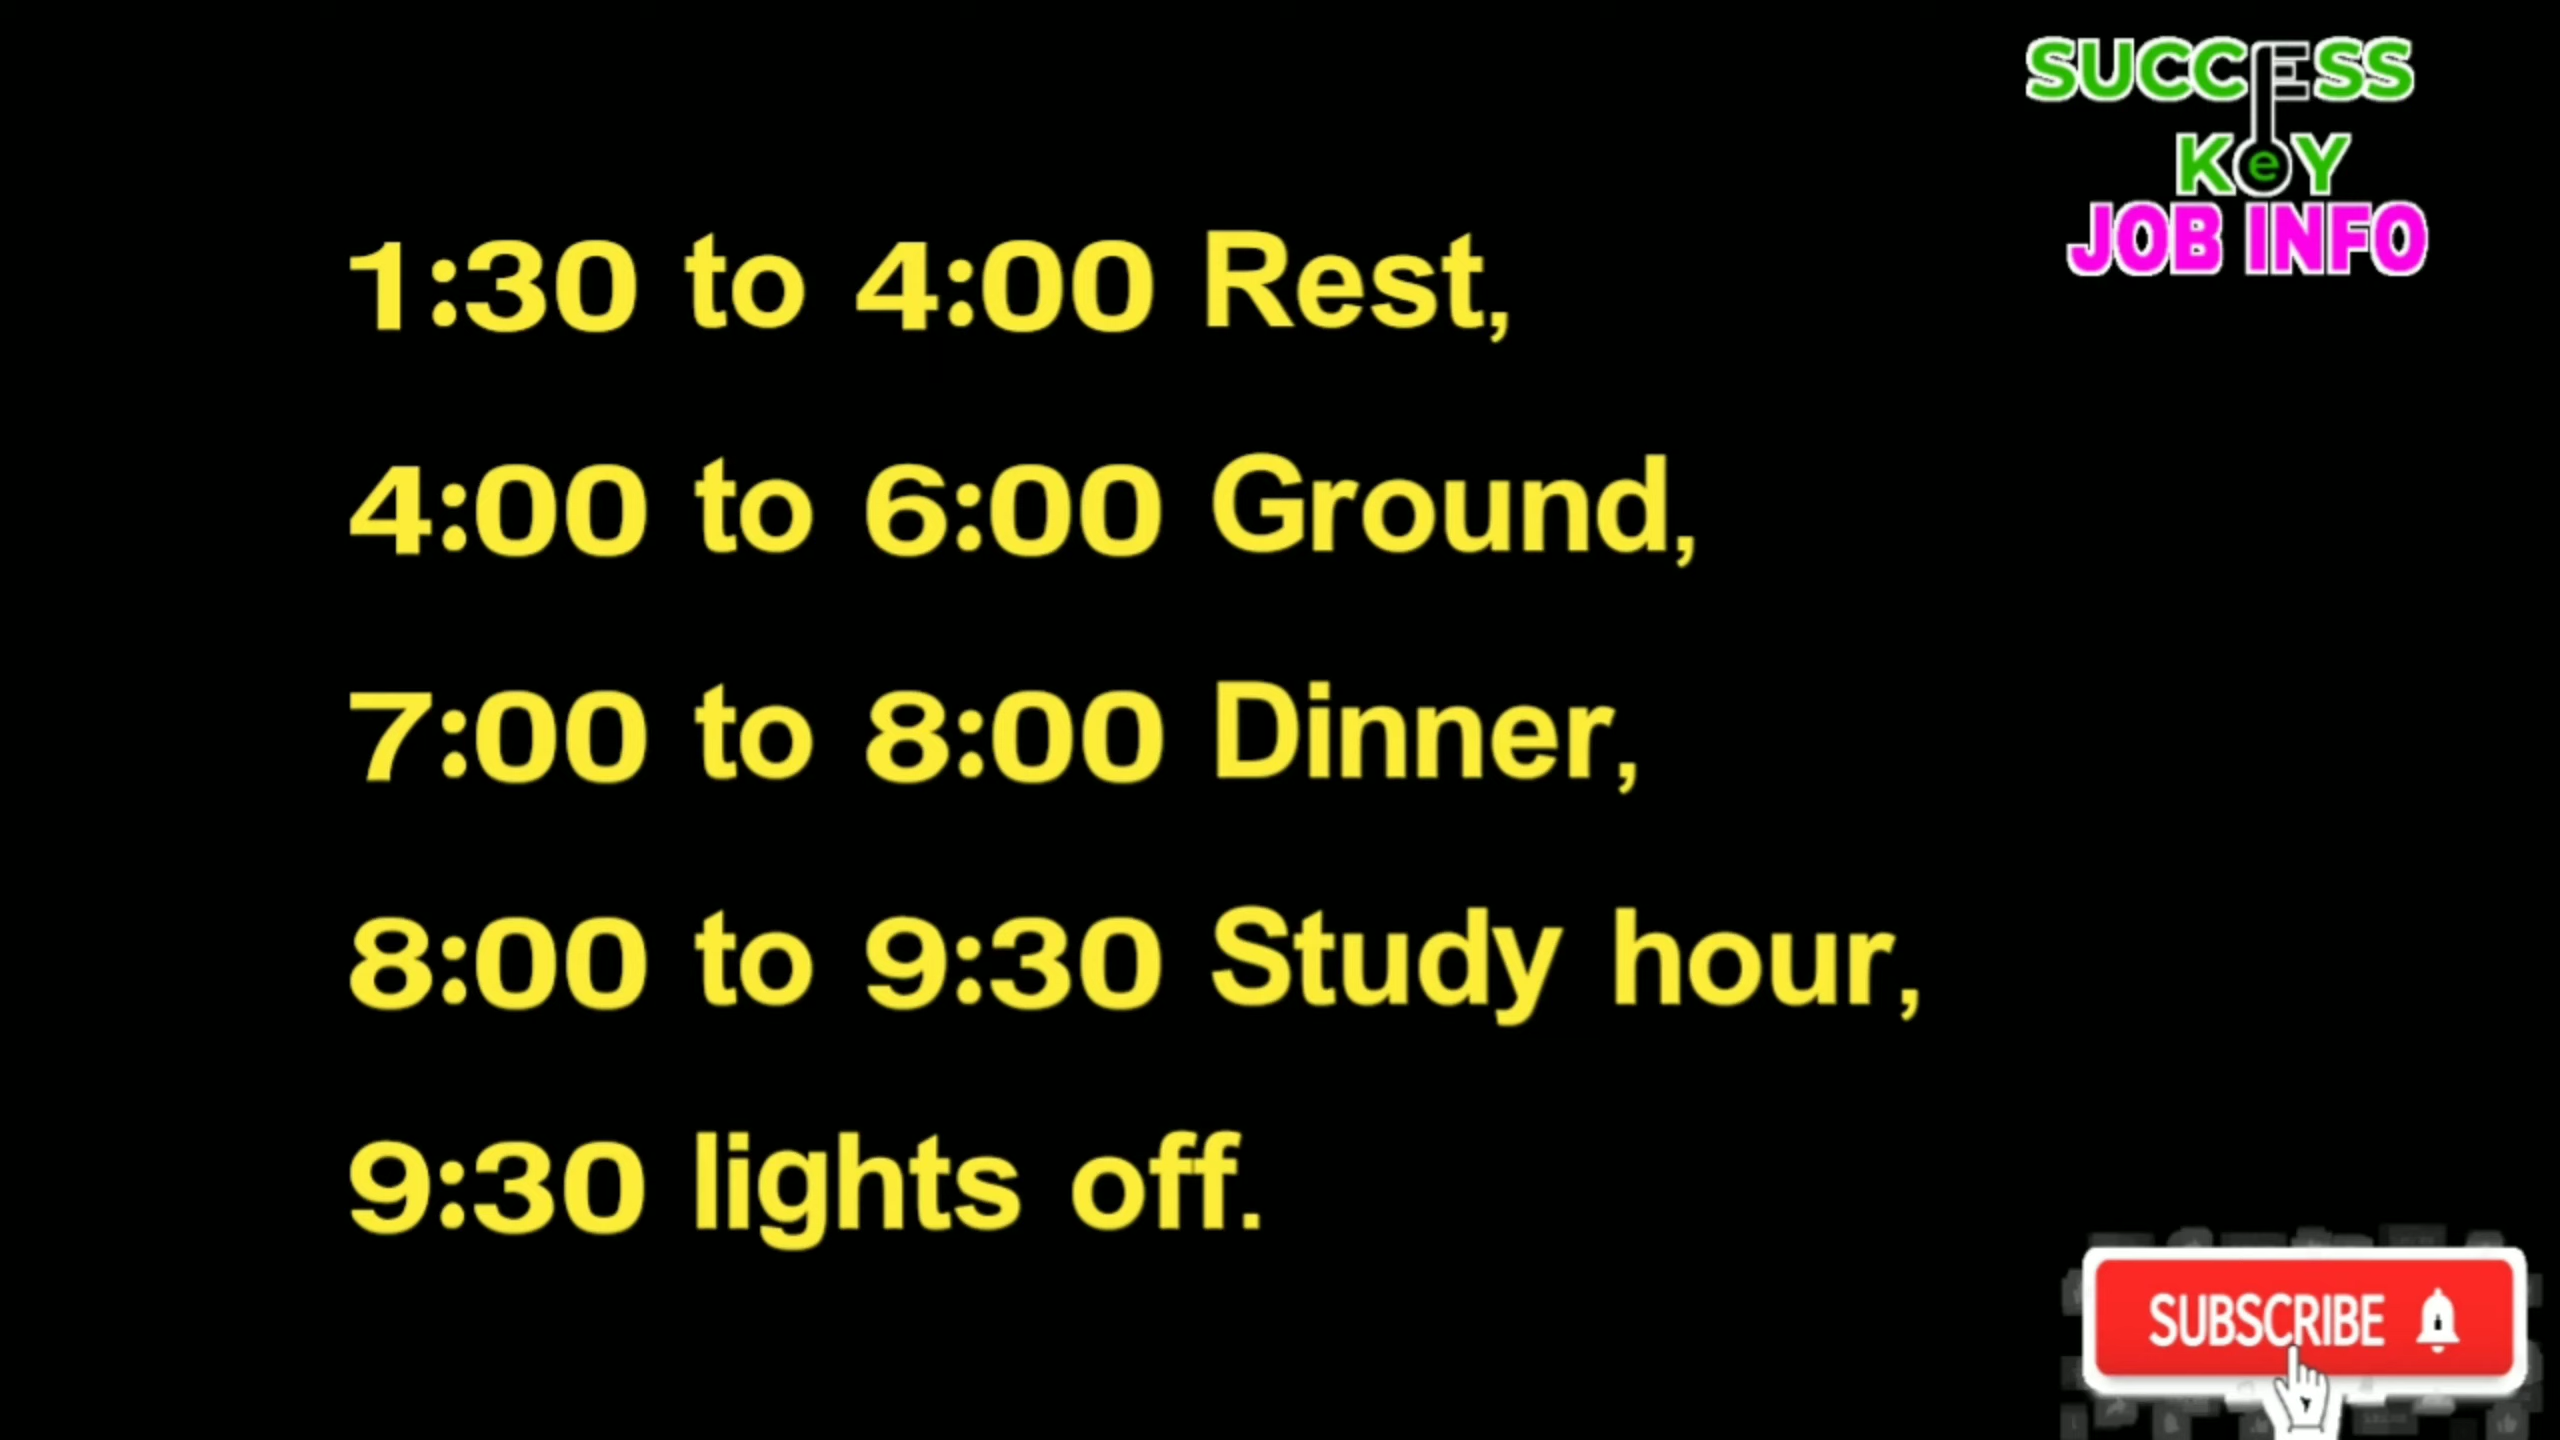 SUCCESS
KeY
JOB INFO
1:30 to 4:00 Rest,
4:00 to 6:00 Ground,
7:00 to 8:00 Dinner,
8:00 to 9:30 Study hour,
9:30 lights off.
SUBSCRIBE